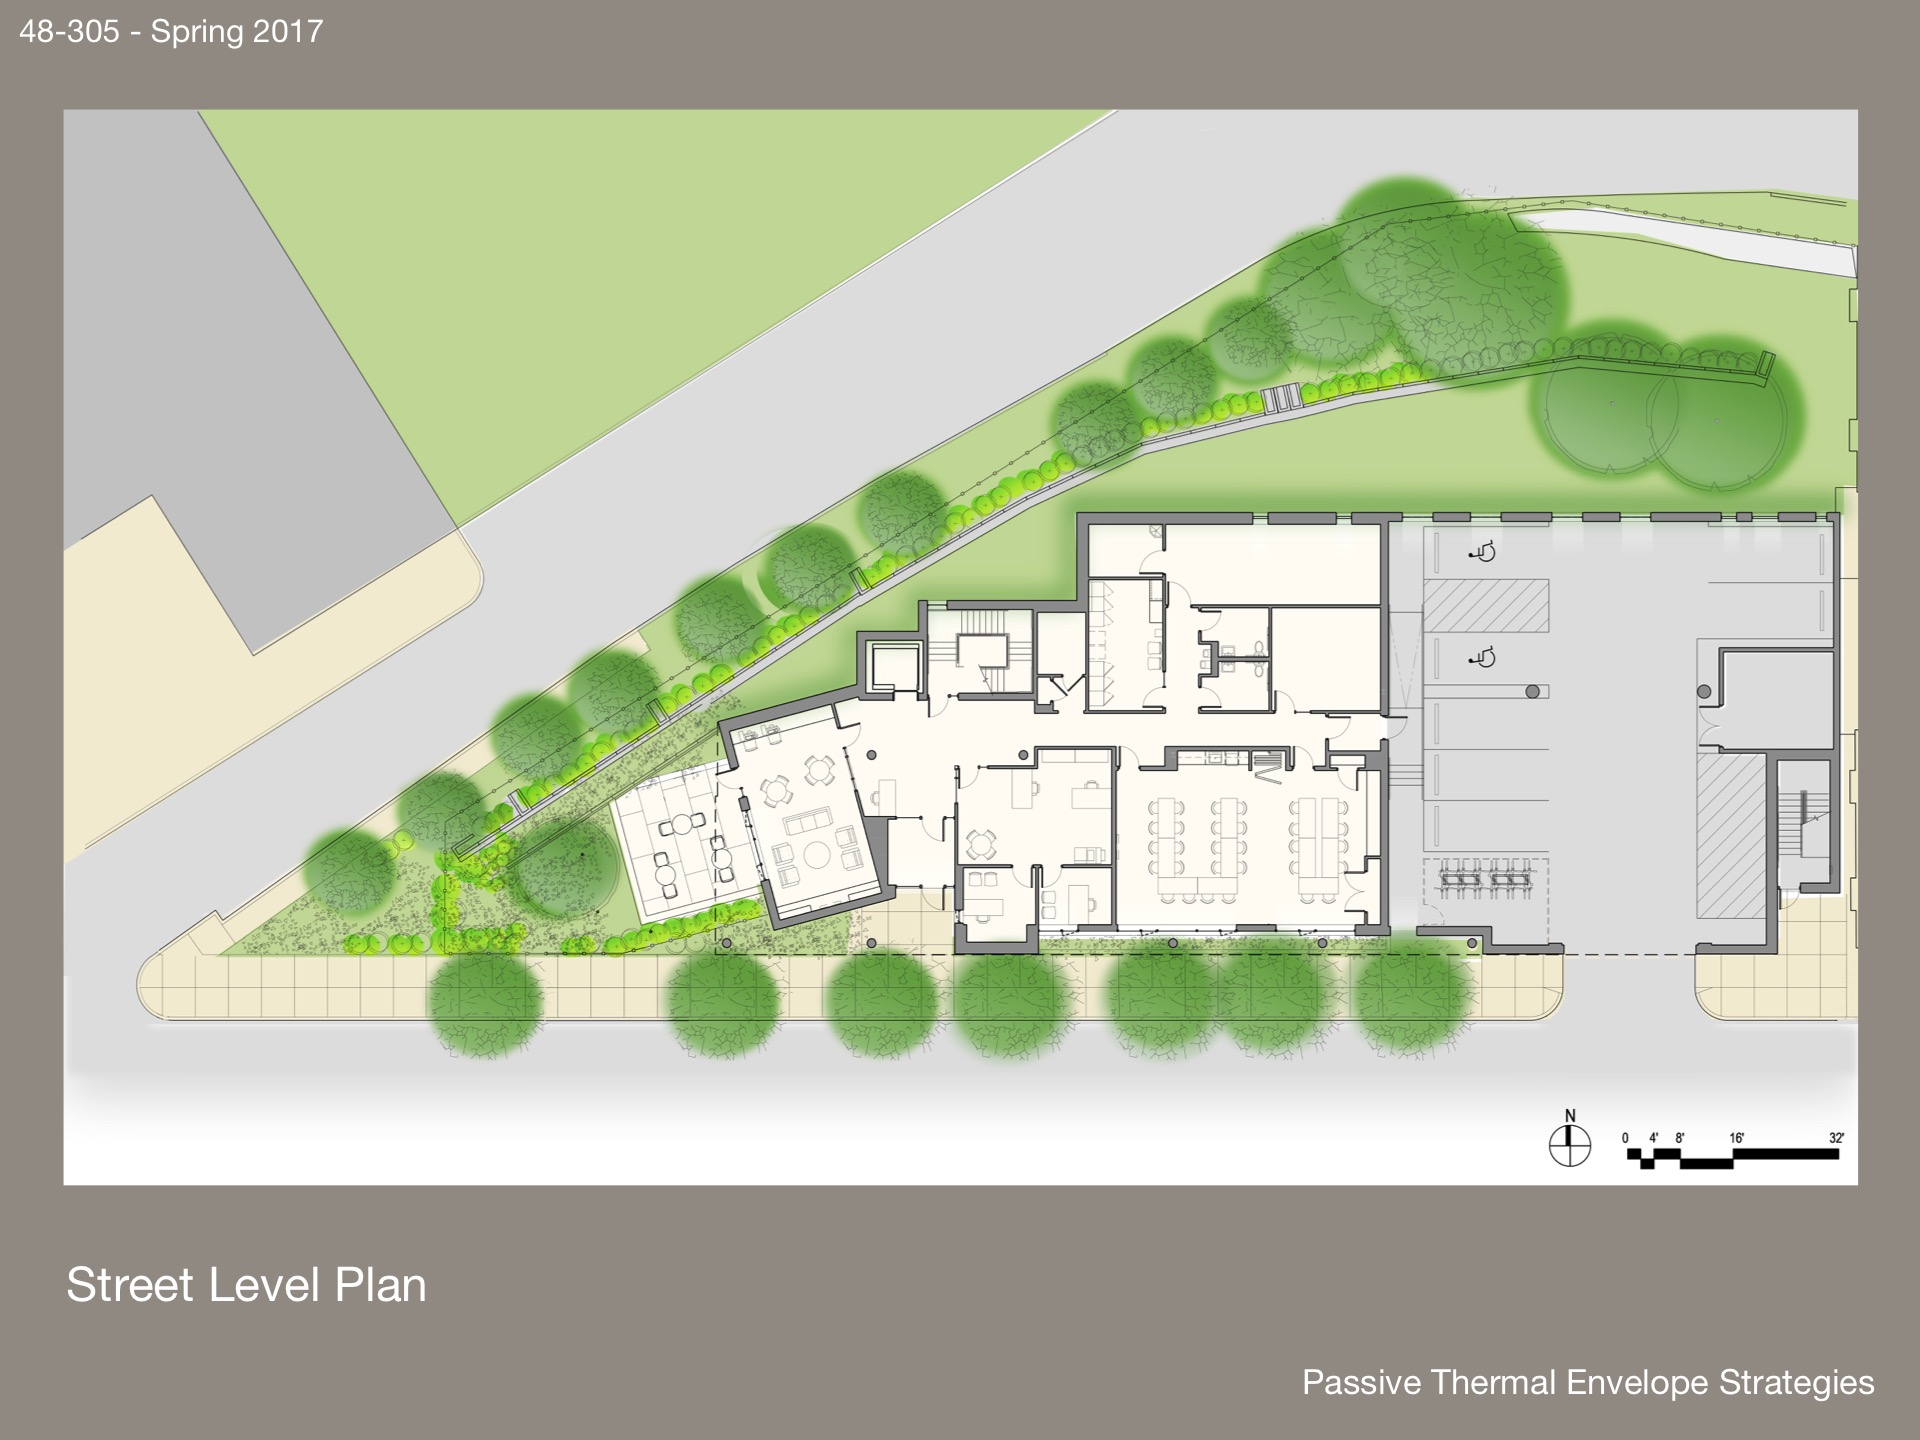 48-305 - Spring 2017
N
0 4' 8' 16' 32'
Street Level Plan
Passive Thermal Envelope Strategies